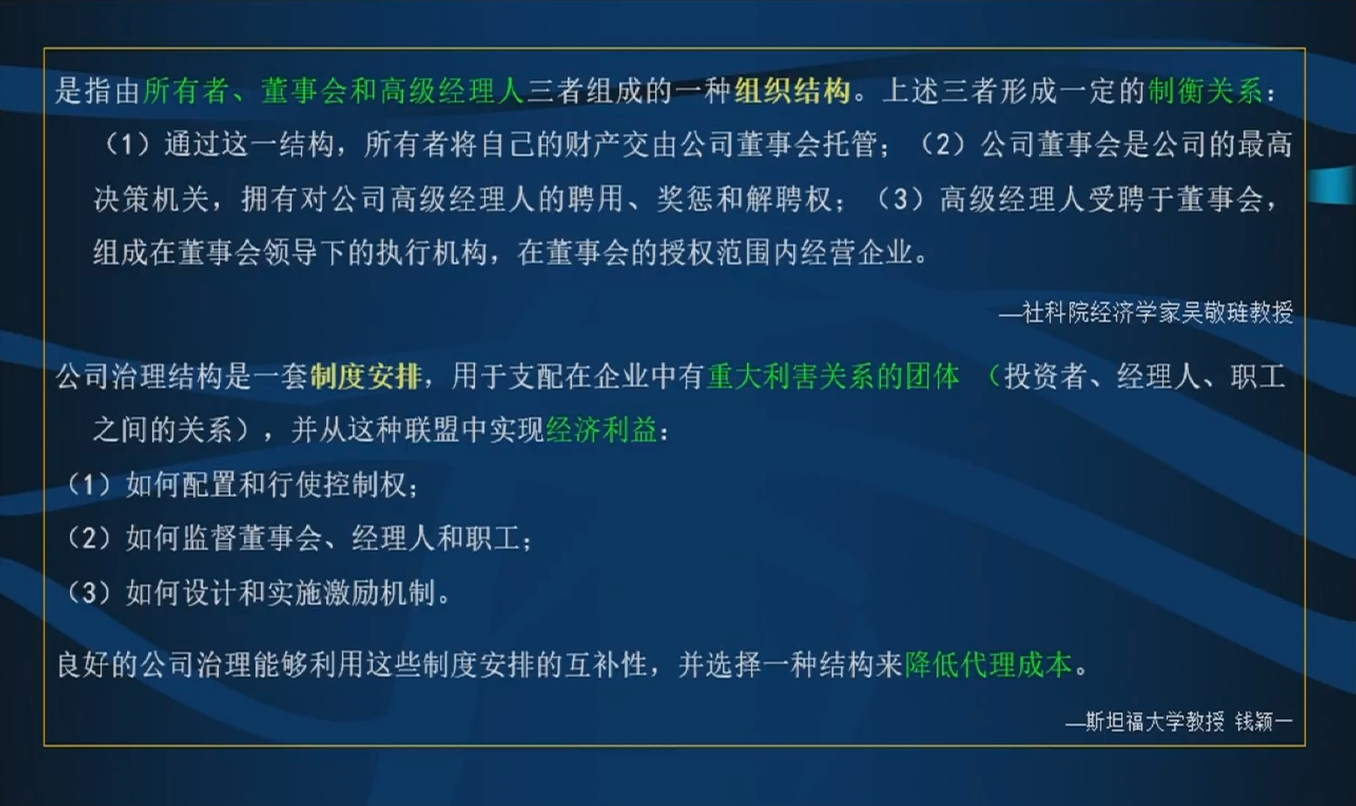 是指由所有者、董事会和高级经理人三者组成的一种组织结构。上述三者形成一定的制衡关系：
（1）通过这一结构，所有者将自己的财产交由公司董事会托管；（2）公司董事会是公司的最高
决策机关，拥有对公司高级经理人的聘用、奖惩和解聘权；（3）高级经理人受聘于董事会，
组成在董事会领导下的执行机构，在董事会的授权范围内经营企业。
—社科院经济学家吴敬琏教授
公司治理结构是一套制度安排，用于支配在企业中有重大利害关系的团体 （投资者、经理人、职工
之间的关系），并从这种联盟中实现经济利益：
（1）如何配置和行使控制权；
（2）如何监督董事会、经理人和职工；
（3）如何设计和实施激励机制。
良好的公司治理能够利用这些制度安排的互补性，并选择一种结构来降低代理成本。
—斯坦福大学教授 钱颖一